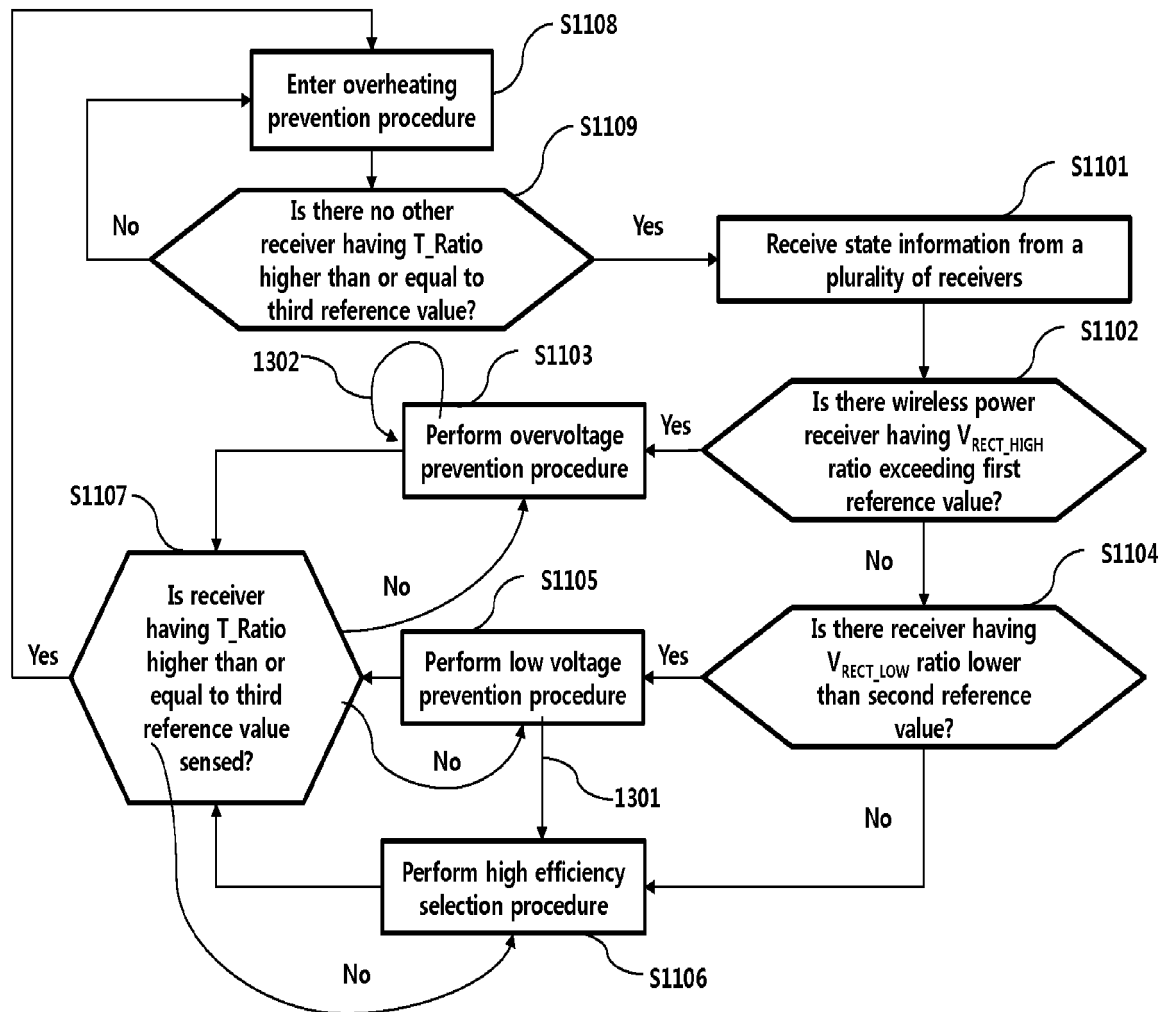 S1108
Enter overheating
prevention procedure
S1109
No
Is there no other
receiver having T_Ratio
higher than or equal to
third reference value?
Yes
S1101
Receive state information from a
plurality of receivers
S1102
Is there wireless power
receiver having VRECT_HIGH
ratio exceeding first
reference value?
Yes
1302
S1103
Perform overvoltage
prevention procedure
S1107
Is receiver
having T_Ratio
higher than or
equal to third
reference value
sensed?
Yes
No
No
S1105
Perform low voltage
prevention procedure
Yes
S1104
Is there receiver having
VRECT_LOW ratio lower
than second reference
value?
No
1301
No
Perform high efficiency
selection procedure
No
S1106